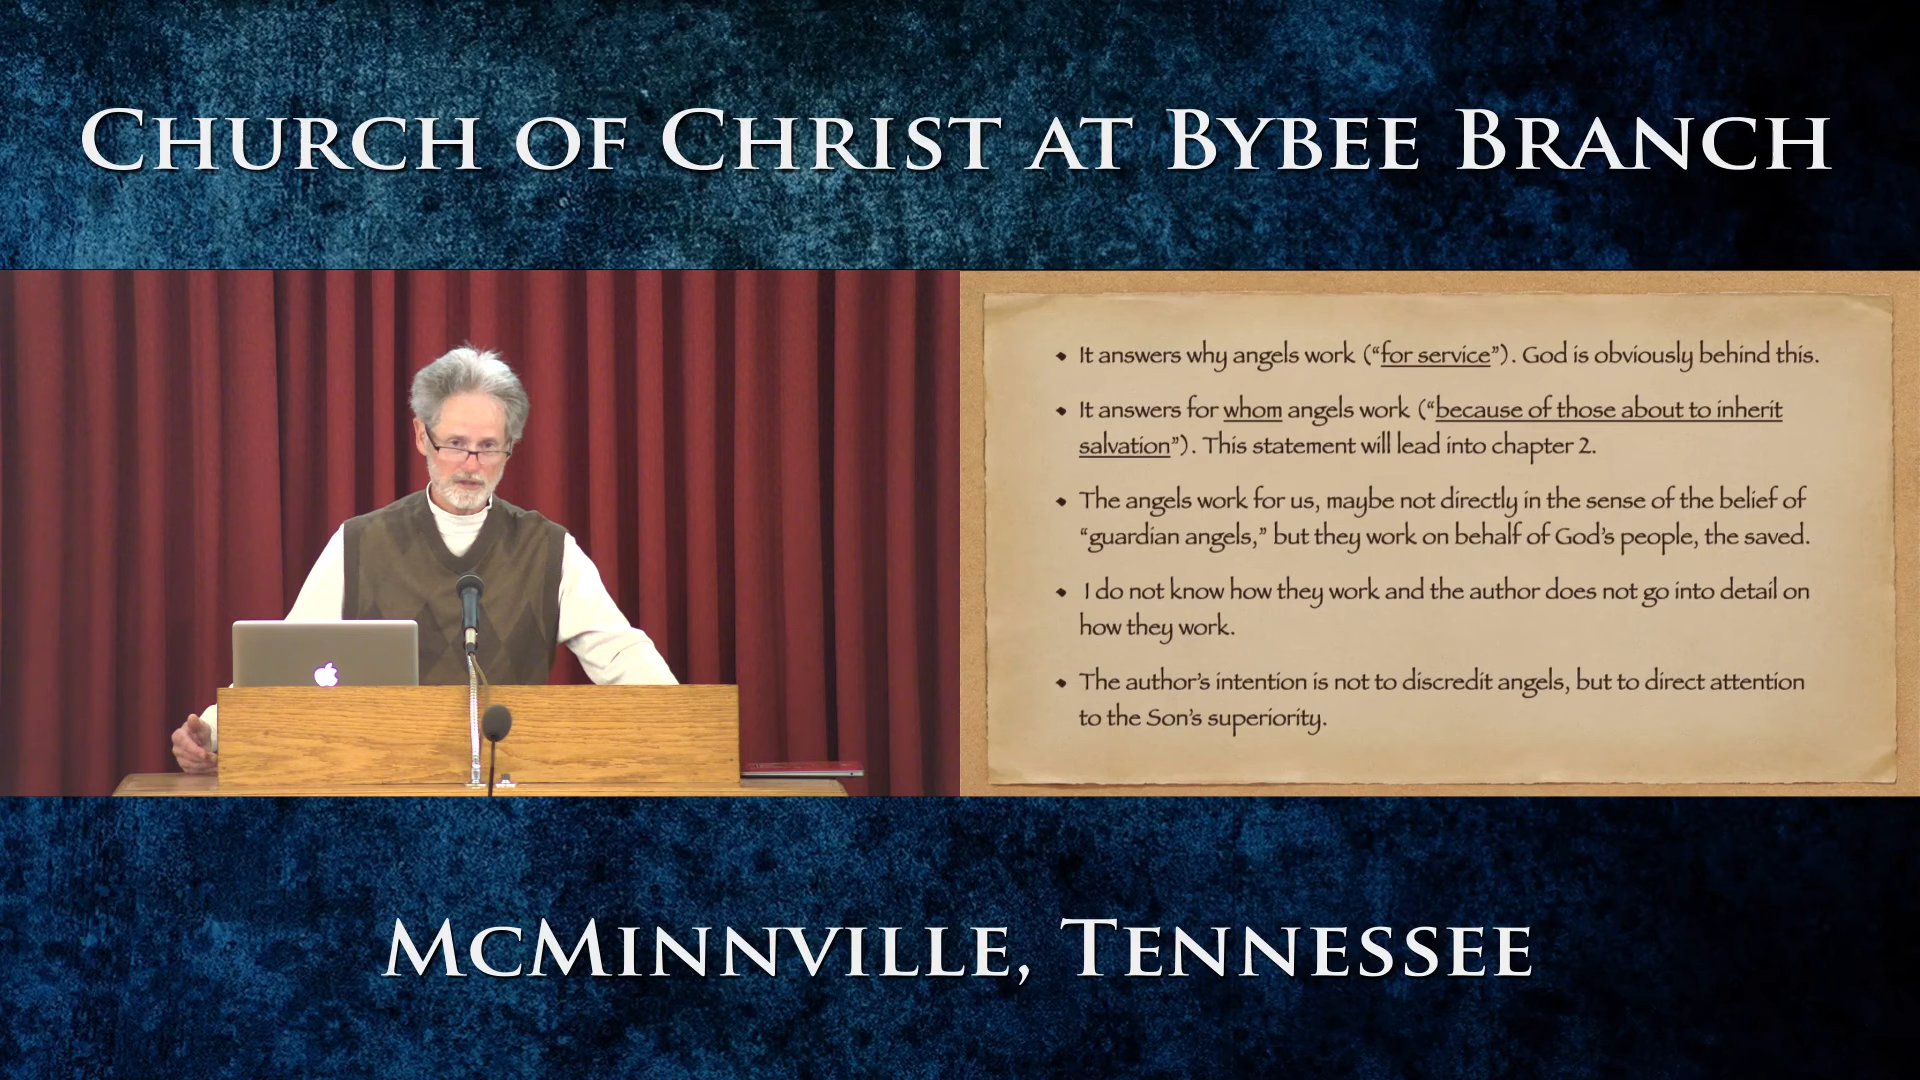 Church of Christ at Bybee Branch
• It answers why angels work (“for service”). God is obviously behind this.
• It answers for whom angels work (“because of those about to inherit
salvation”). This statement will lead into chapter 2.
• The angels work for us, maybe not directly in the sense of the belief of
“guardian angels,” but they work on behalf of God’s people, the saved.
• I do not know how they work and the author does not go into detail on
how they work.
• The author’s intention is not to discredit angels, but to direct attention
to the Son’s superiority.
McMinnville, Tennessee